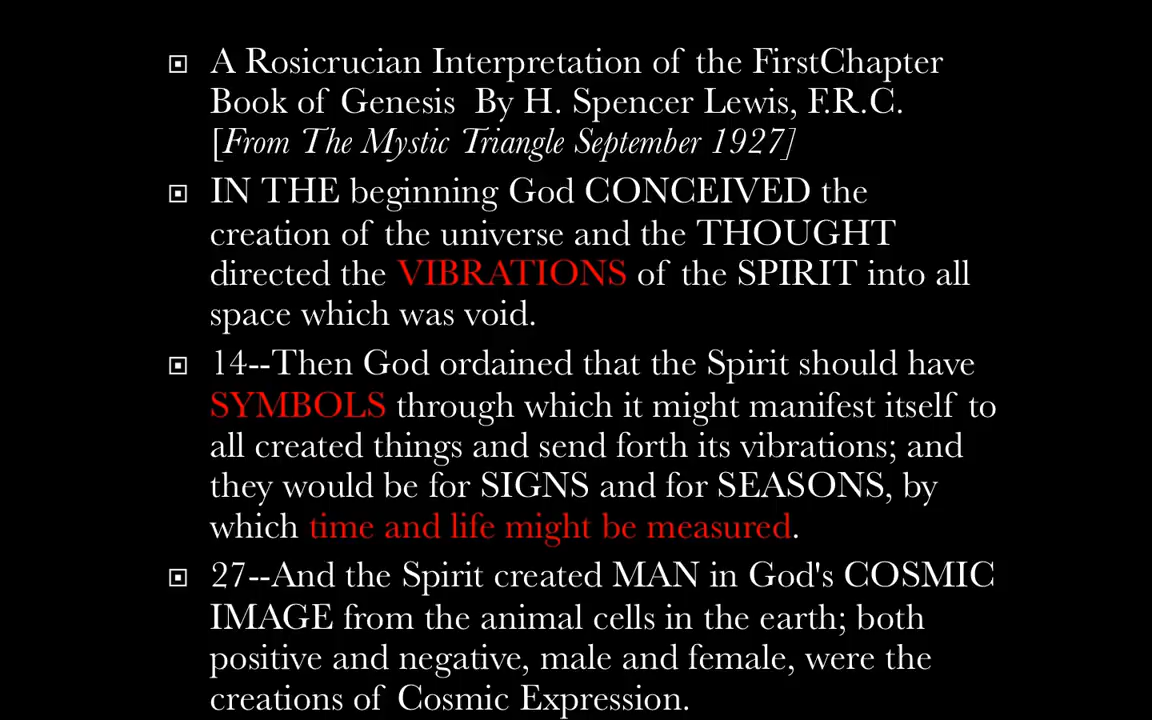 A Rosicrucian Interpretation of the FirstChapter
Book of Genesis By H. Spencer Lewis, F.R.C.
[From The Mystic Triangle September 1927]
IN THE beginning God CONCEIVED the
creation of the universe and the THOUGHT
directed the VIBRATIONS of the SPIRIT into all
space which was void.
14--Then God ordained that the Spirit should have
SYMBOLS through which it might manifest itself to
all created things and send forth its vibrations; and
they would be for SIGNS and for SEASONS, by
which time and life might be measured.
27--And the Spirit created MAN in God's COSMIC
IMAGE from the animal cells in the earth; both
positive and negative, male and female, were the
creations of Cosmic Expression.